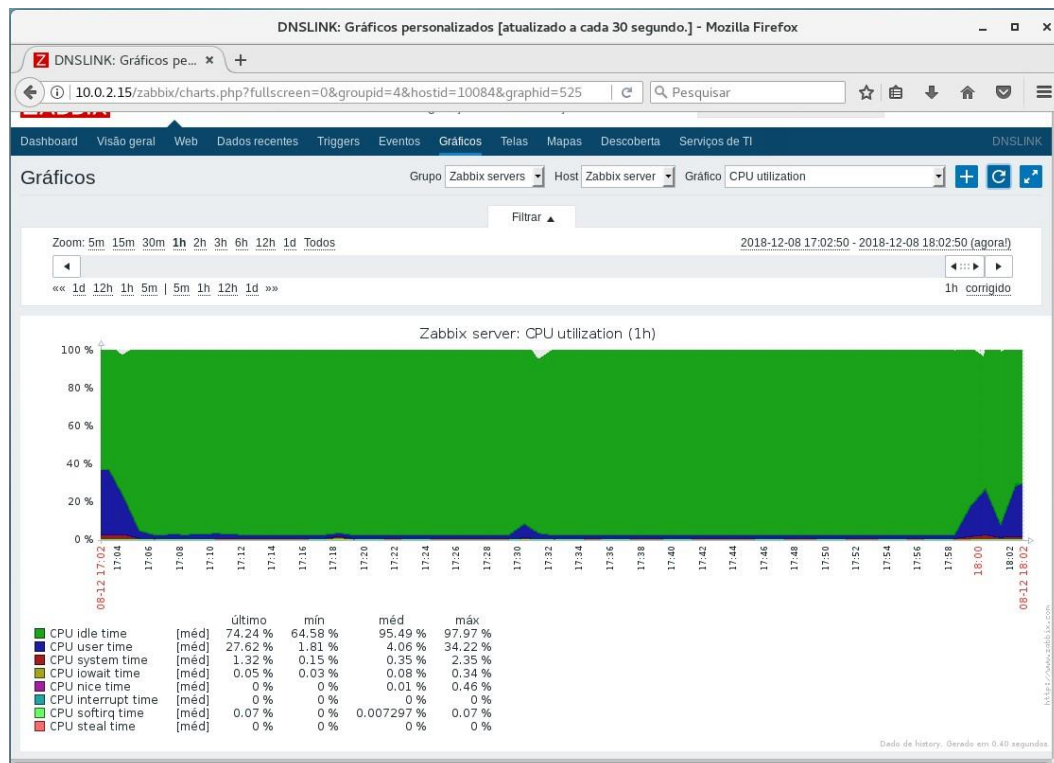 DNSLINK: Gráficos personalizados [atualizado a cada 30 segundo.] - Mozilla Firefox
DNSLINK: Gráficos pe...
10.0.2.15/zabbix/charts.php?fullscreen=0&groupid=4&hostid=10084&graphid=525 Pesquisar
Dashboard Visão geral Web Dados recentes Triggers Eventos Gráficos Telas Mapas Descoberta Serviços de TI DNSLINK
Gráficos Grupo Zabbix servers Host Zabbix server Gráfico CPU utilization
Filtrar ▲
Zoom: 5m 15m 30m 1h 2h 3h 6h 12h 1d Todos 2018-12-08 17:02:50 - 2018-12-08 18:02:50 (agora!)
«« 1d 12h 1h 5m | 5m 1h 12h 1d »» 1h corrigido
Zabbix server: CPU utilization (1h)
100 %
80 %
60 %
40 %
20 %
0 %
08-12 17:02 17:04 17:06 17:08 17:10 17:12 17:14 17:16 17:18 17:20 17:22 17:24 17:26 17:28 17:30 17:32 17:34 17:36 17:38 17:40 17:42 17:44 17:46 17:48 17:50 17:52 17:54 17:56 17:58 18:00 18:02 08-12 18:02
último mín méd máx
CPU idle time [méd] 74.24 % 64.58 % 95.49 % 97.97 %
CPU user time [méd] 27.62 % 1.81 % 4.06 % 34.22 %
CPU system time [méd] 1.32 % 0.15 % 0.35 % 2.35 %
CPU iowait time [méd] 0.05 % 0.03 % 0.08 % 0.34 %
CPU nice time [méd] 0 % 0 % 0.01 % 0.46 %
CPU interrupt time [méd] 0 % 0 % 0 % 0 %
CPU softirq time [méd] 0.07 % 0 % 0.007297 % 0.07 %
CPU steal time [méd] 0 % 0 % 0 % 0 %
http://www.zabbix.com
Dado de history. Gerado em 0.40 segundos.